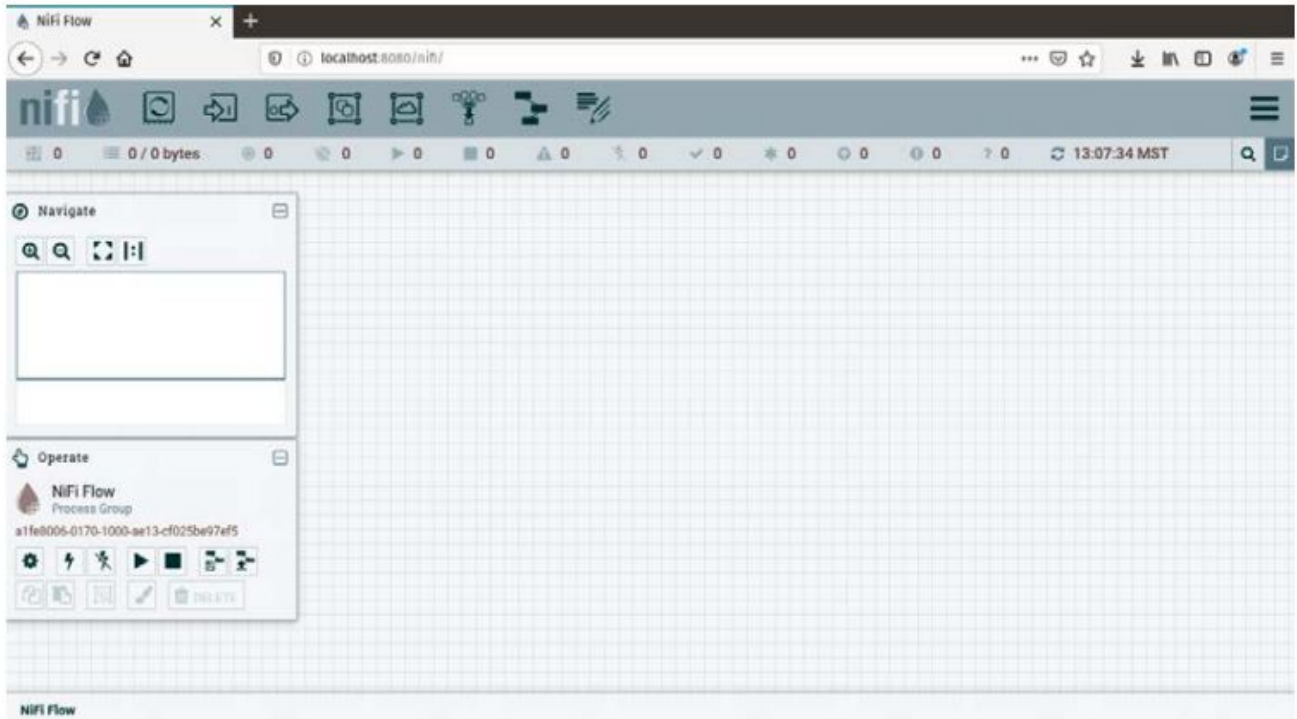 NiFi Flow
localhost:8080/nifi/
nifi
0 0 / 0 bytes 0 0 0 0 0 0 0 0 0 0 ? 0 13:07:34 MST
Navigate
Operate
NiFi Flow
Process Group
a1fe8006-0170-1000-ae13-cf025be97ef5
DELETE
NiFi Flow